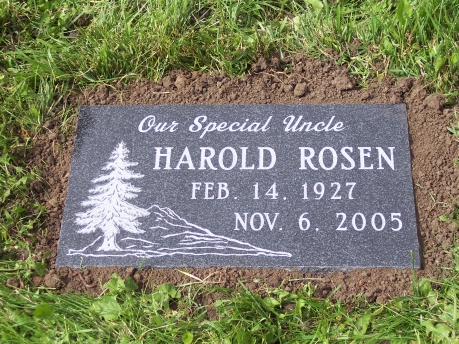 Our Special Uncle
HAROLD ROSEN
FEB. 14. 1927
NOV. 6. 2005